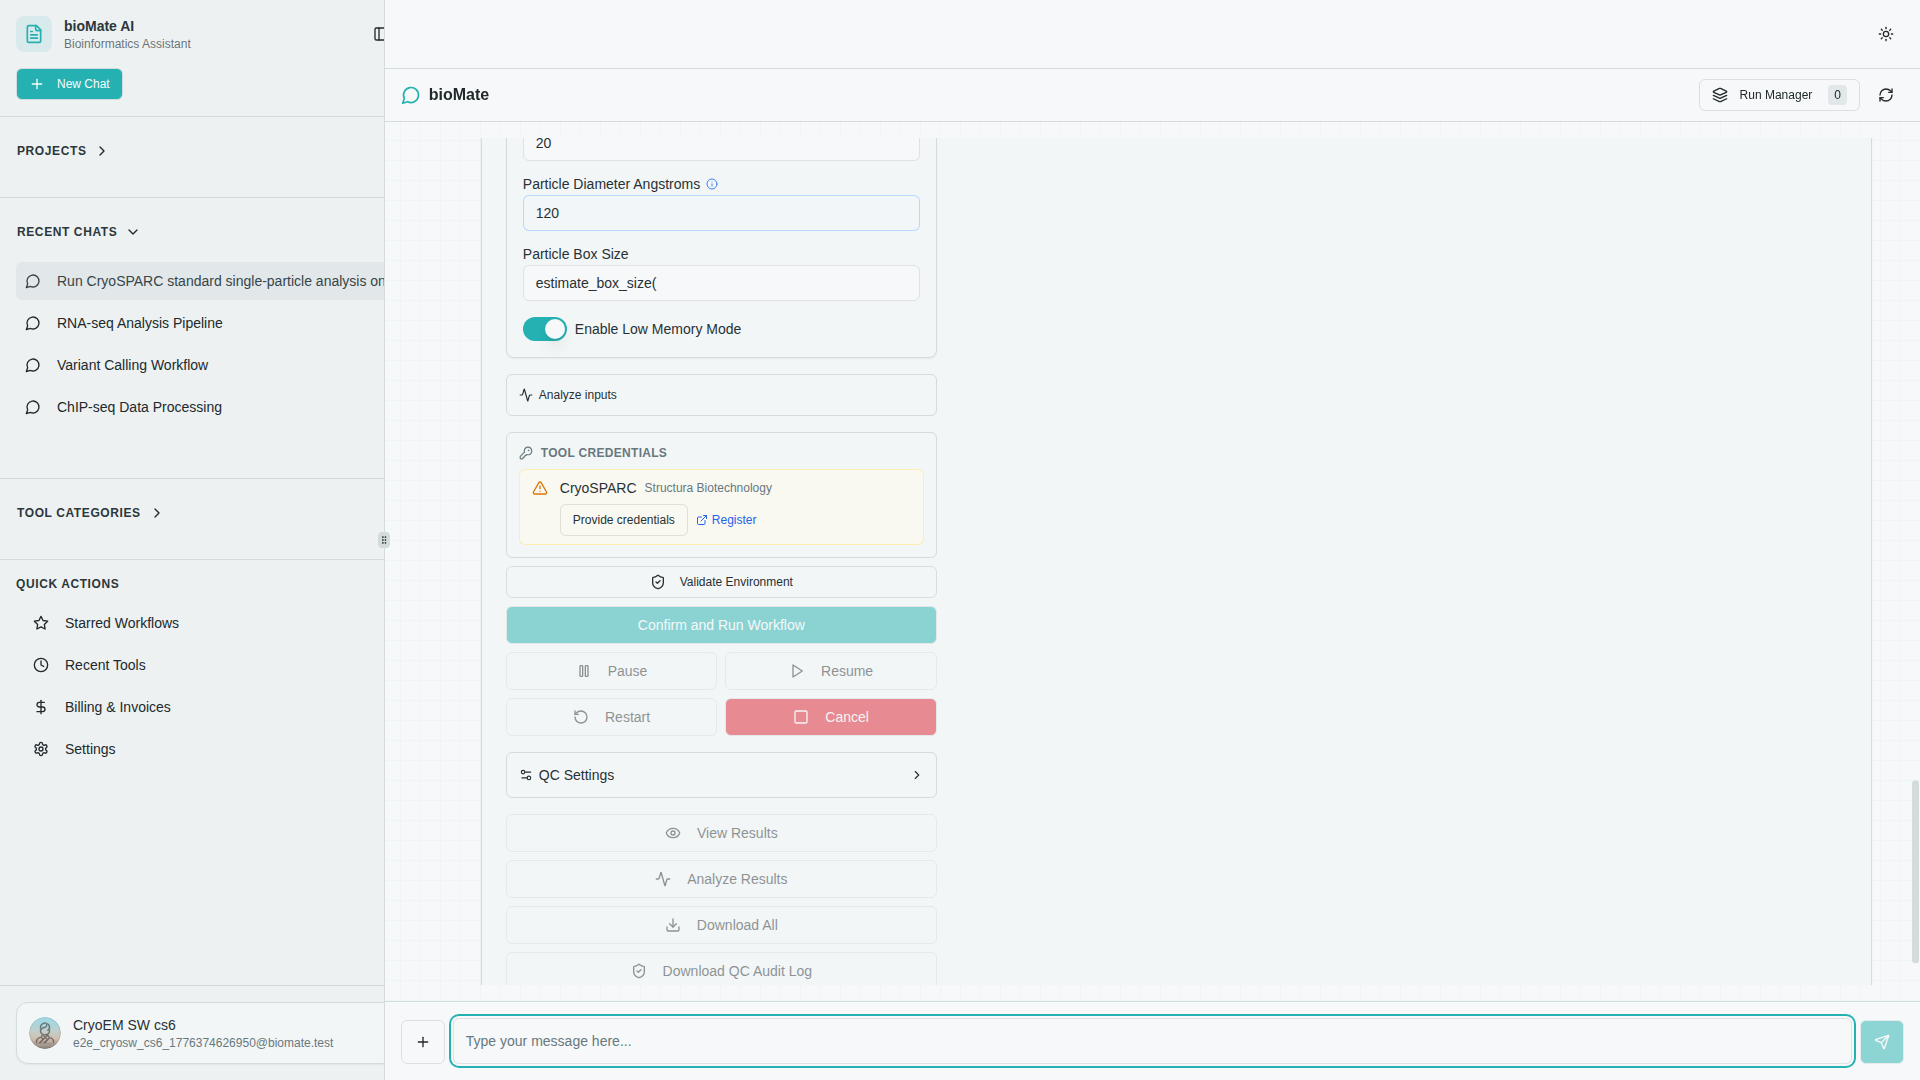 bioMate AI
Bioinformatics Assistant
New Chat
PROJECTS
RECENT CHATS
Run CryoSPARC standard single-particle analysis on
RNA-seq Analysis Pipeline
Variant Calling Workflow
ChIP-seq Data Processing
TOOL CATEGORIES
QUICK ACTIONS
Starred Workflows
Recent Tools
Billing & Invoices
Settings
CryoEM SW cs6
e2e_cryosw_cs6_1776374626950@biomate.test
bioMate
Run Manager 0
20
Particle Diameter Angstroms
120
Particle Box Size
estimate_box_size(
Enable Low Memory Mode
Analyze inputs
TOOL CREDENTIALS
CryoSPARC Structura Biotechnology
Provide credentials Register
Validate Environment
Confirm and Run Workflow
Pause Resume
Restart Cancel
QC Settings
View Results
Analyze Results
Download All
Download QC Audit Log
Type your message here...